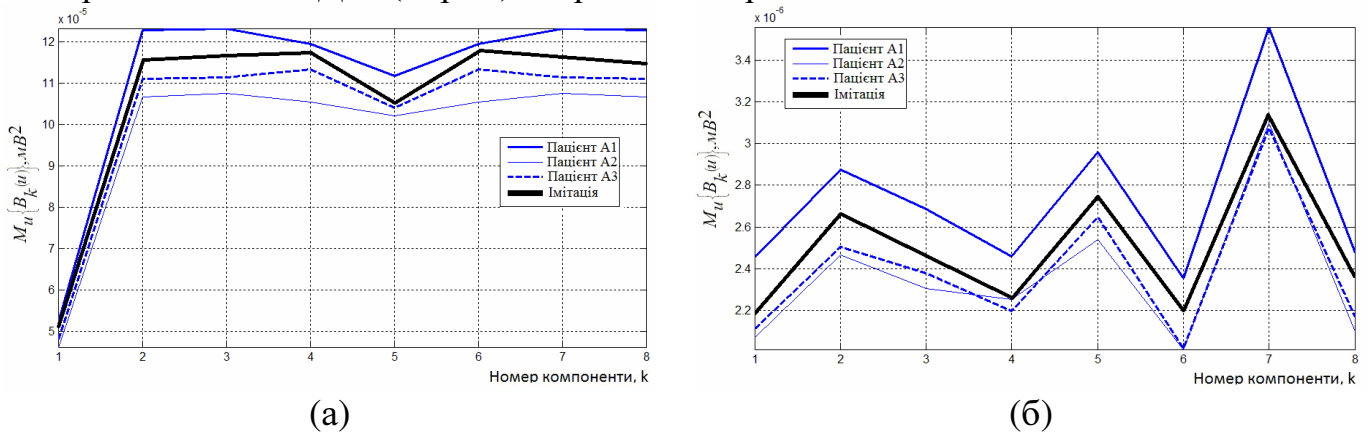 x 10⁻⁵
12
11
10
9
8
7
6
5
1 2 3 4 5 6 7 8
M_u{B_k(u)}, мВ²
Номер компоненти, k
Пацієнт А1
Пацієнт А2
Пацієнт А3
Імітація
(а)
x 10⁻⁶
3.4
3.2
3
2.8
2.6
2.4
2.2
1 2 3 4 5 6 7 8
M_u{B_k(u)}, мВ²
Номер компоненти, k
Пацієнт А1
Пацієнт А2
Пацієнт А3
Імітація
(б)